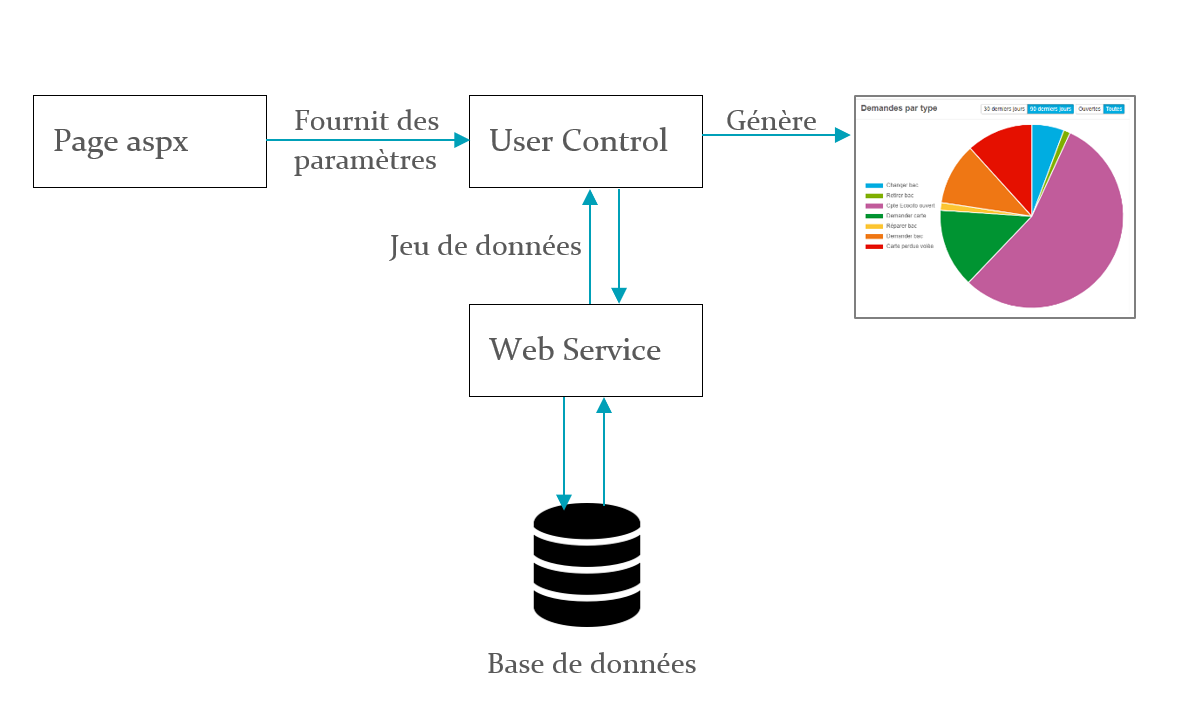 Page aspx
Fournit des
paramètres
User Control
Génère
Demandes par type
30 derniers jours
90 derniers jours
Ouvertes
Toutes
Changer bac
Retirer bac
Cpte Ecocito ouvert
Demander carte
Réparer bac
Demander bac
Carte perdue volée
Jeu de données
Web Service
Base de données